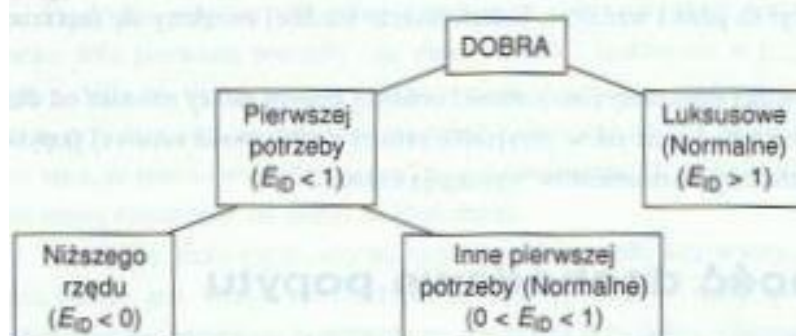 DOBRA
Pierwszej
potrzeby
(E_ID < 1)
Luksusowe
(Normalne)
(E_ID > 1)
Niższego
rzędu
(E_ID < 0)
Inne pierwszej
potrzeby (Normalne)
(0 < E_ID < 1)